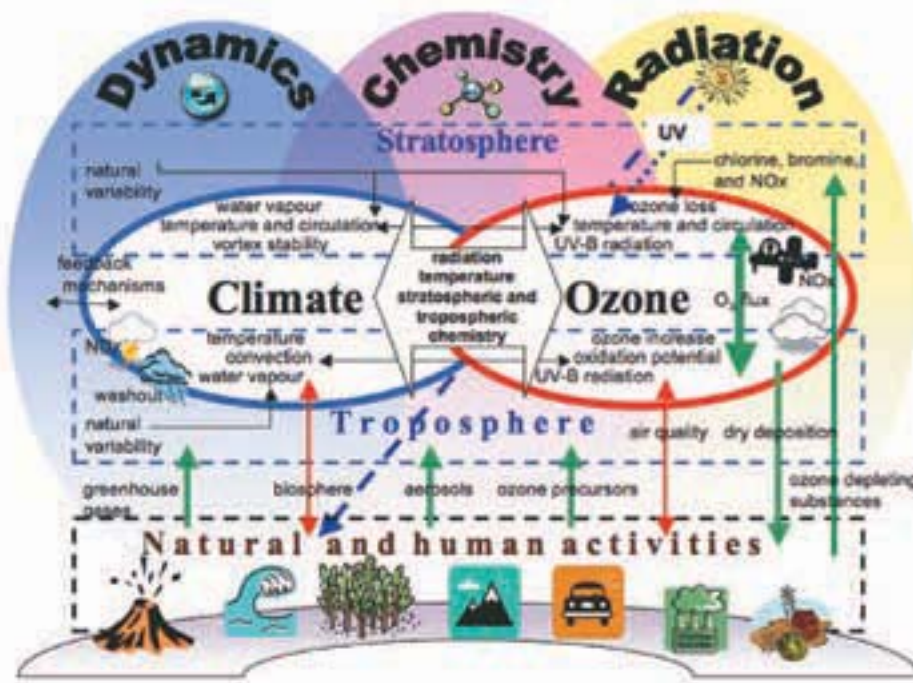 Dynamics
Chemistry
Radiation
Stratosphere
UV
natural
variability
chlorine, bromine,
and NOx
water vapour
temperature and circulation
vortex stability
ozone loss
temperature and circulation
UV-B radiation
feedback
mechanisms
radiation
temperature
stratospheric and
tropospheric
chemistry
Climate
Ozone
O3 flux
NOx
NOx
temperature
convection
water vapour
ozone increase
oxidation potential
UV-B radiation
washout
natural
variability
Troposphere
air quality
dry deposition
greenhouse
gases
biosphere
aerosols
ozone precursors
ozone depleting
substances
Natural and human activities